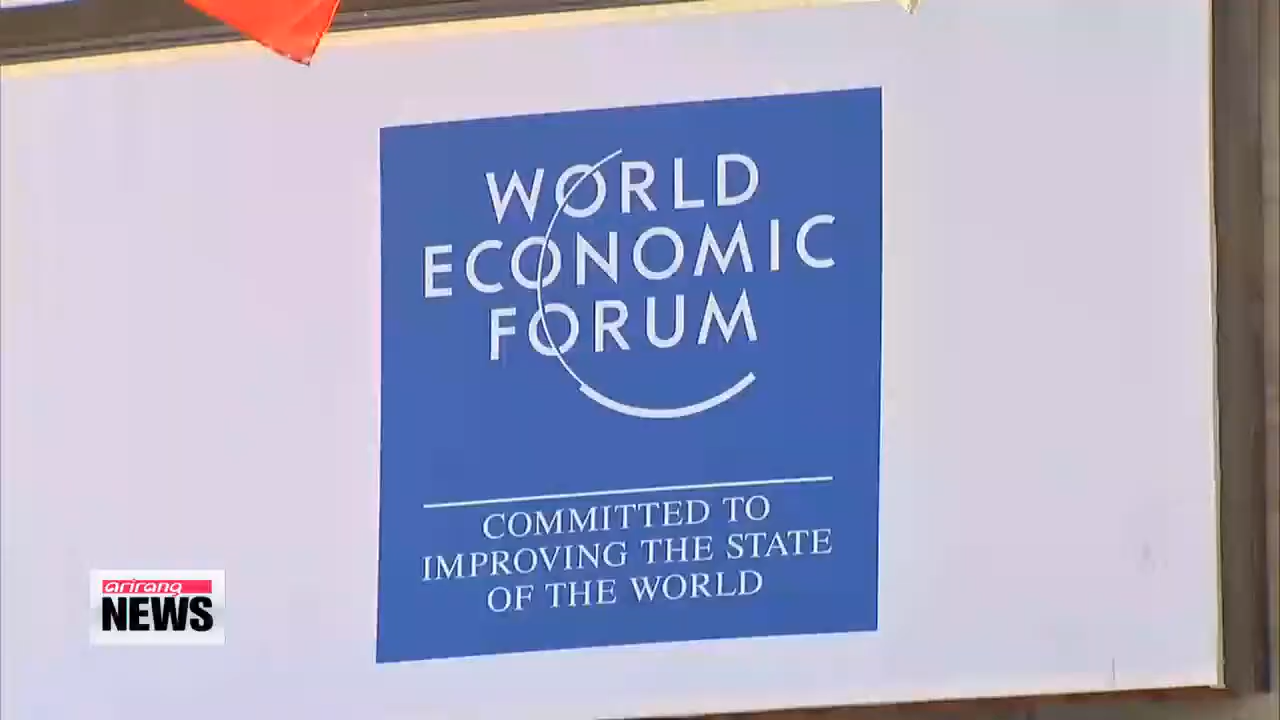 WORLD
ECONOMIC
FORUM
COMMITTED TO
IMPROVING THE STATE
OF THE WORLD
arirang
NEWS